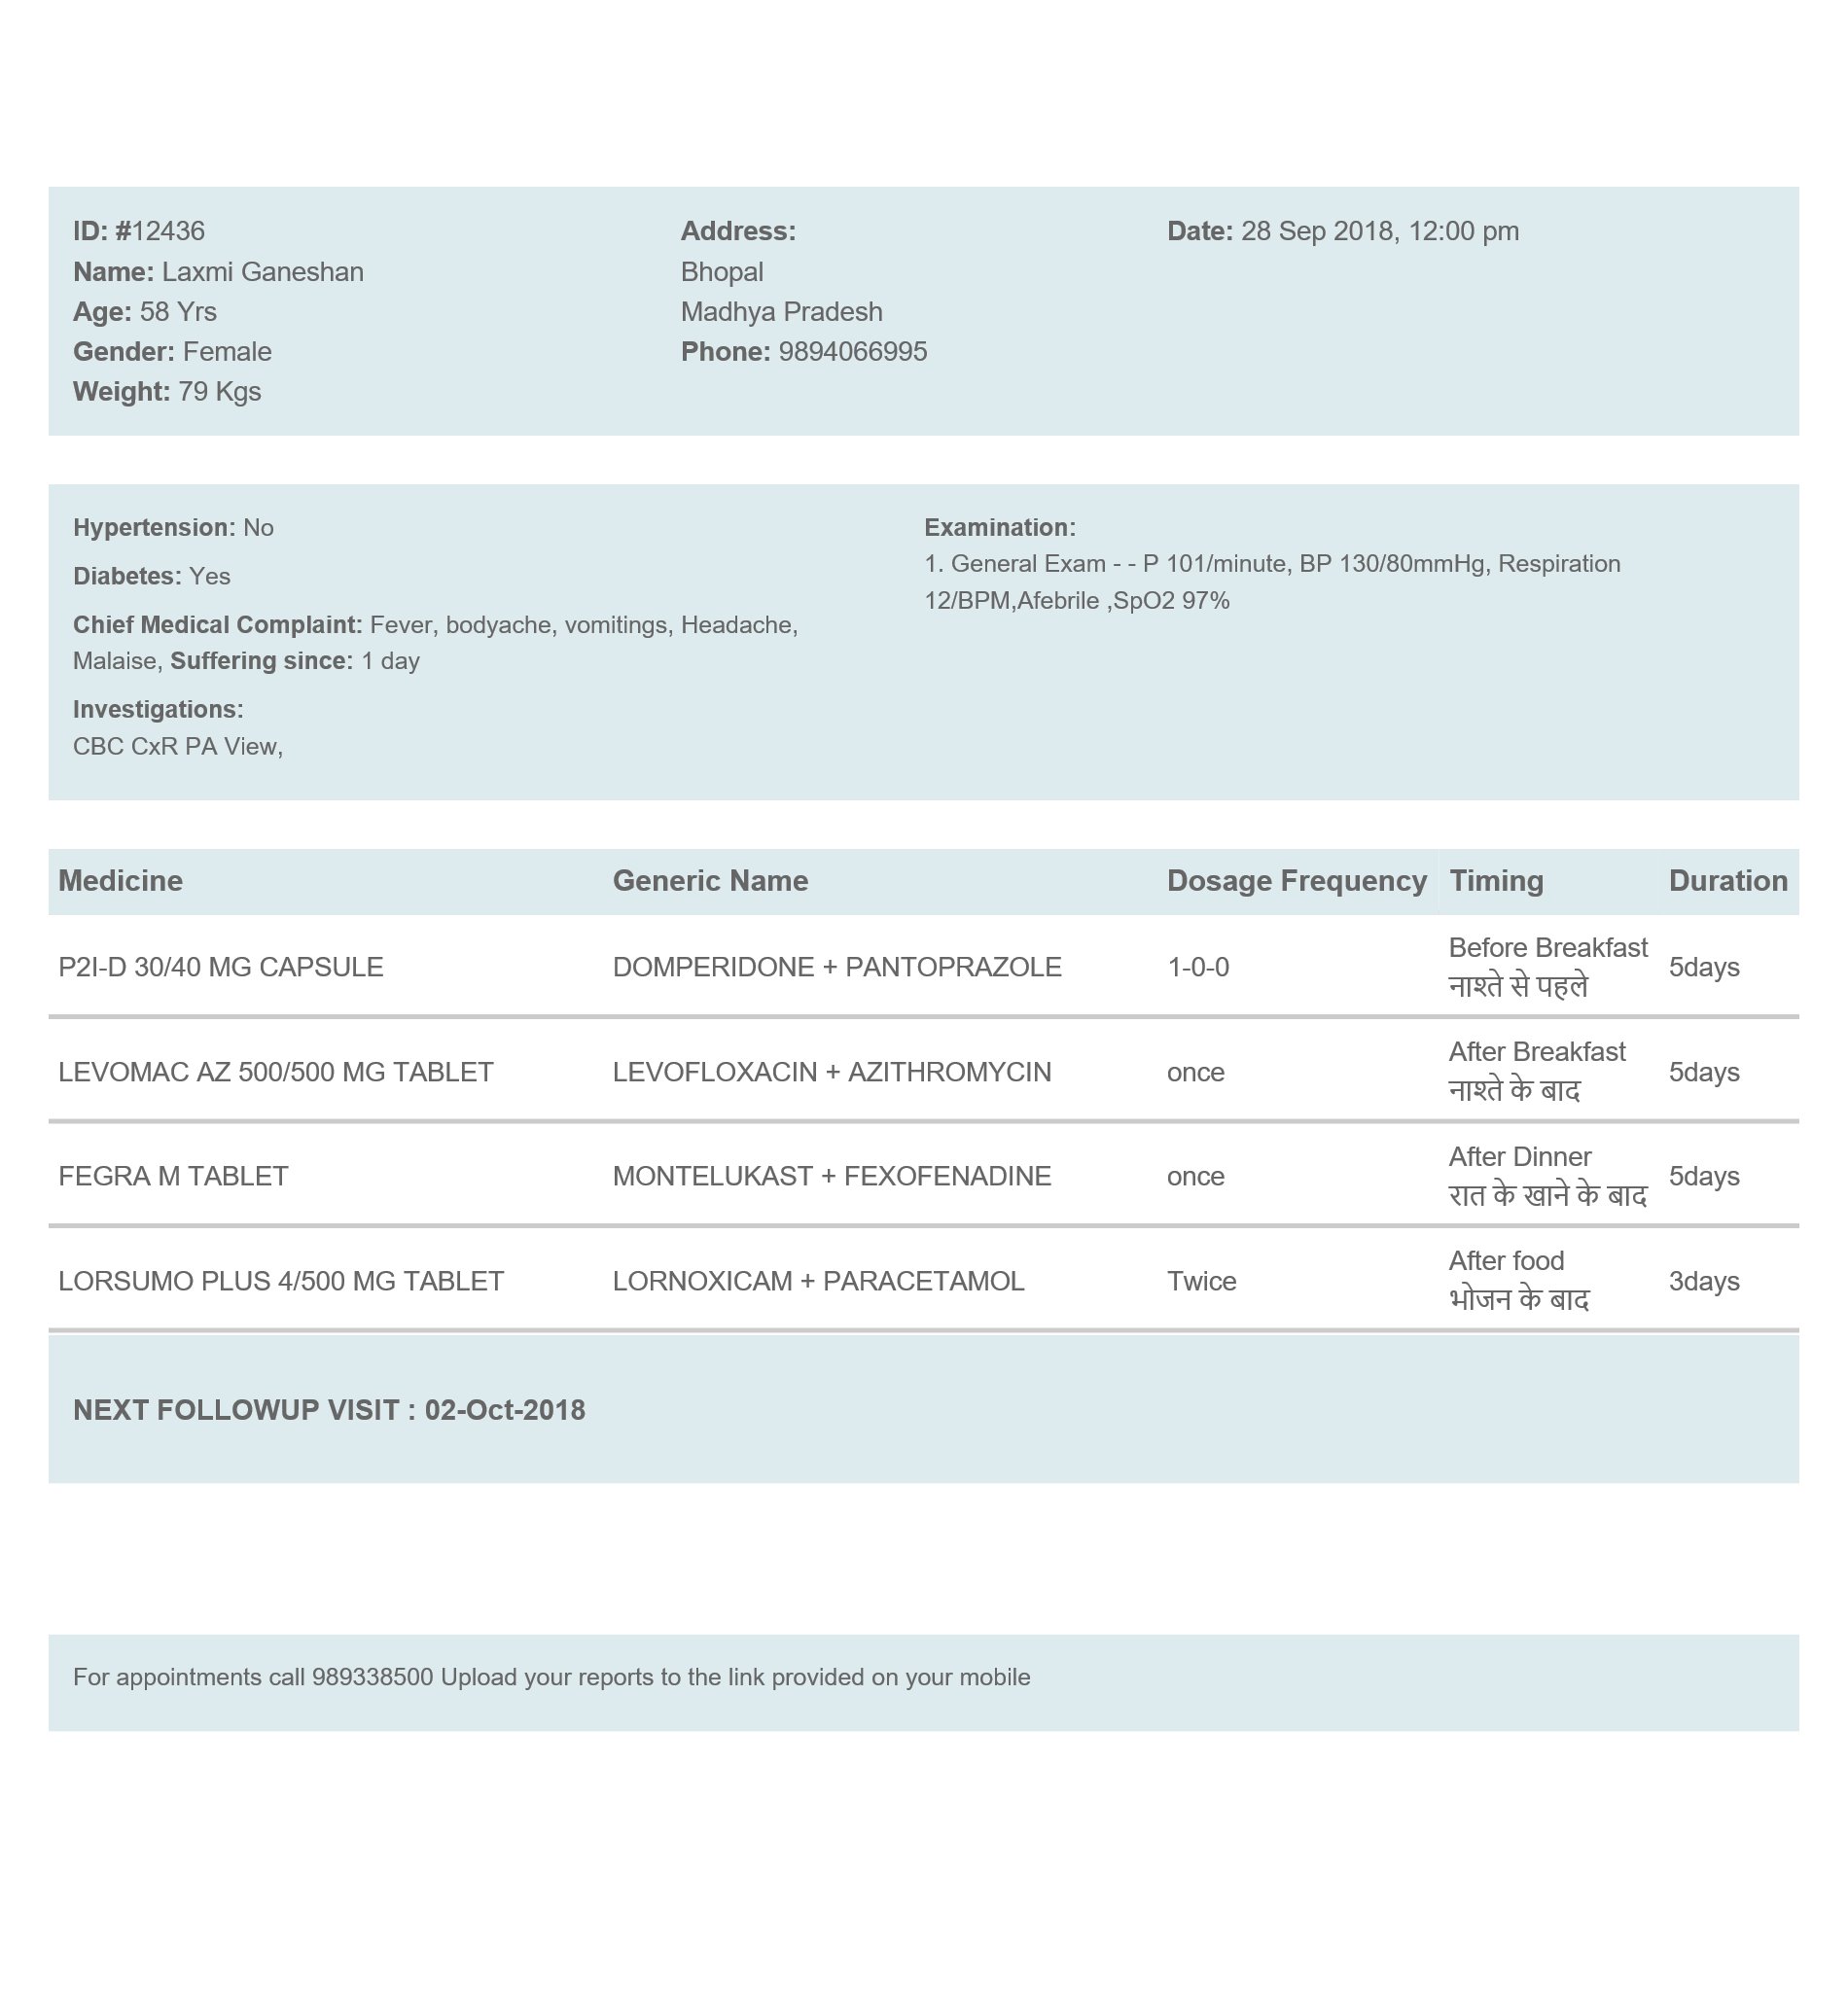 ID: #12436
Name: Laxmi Ganeshan
Age: 58 Yrs
Gender: Female
Weight: 79 Kgs
Address:
Bhopal
Madhya Pradesh
Phone: 9894066995
Date: 28 Sep 2018, 12:00 pm
Hypertension: No
Diabetes: Yes
Chief Medical Complaint: Fever, bodyache, vomitings, Headache,
Malaise, Suffering since: 1 day
Investigations:
CBC CxR PA View,
Examination:
1. General Exam - - P 101/minute, BP 130/80mmHg, Respiration
12/BPM,Afebrile ,SpO2 97%
Medicine Generic Name Dosage Frequency Timing Duration
P2I-D 30/40 MG CAPSULE DOMPERIDONE + PANTOPRAZOLE 1-0-0 Before Breakfast 5days
नाश्ते से पहले
LEVOMAC AZ 500/500 MG TABLET LEVOFLOXACIN + AZITHROMYCIN once After Breakfast 5days
नाश्ते के बाद
FEGRA M TABLET MONTELUKAST + FEXOFENADINE once After Dinner 5days
रात के खाने के बाद
LORSUMO PLUS 4/500 MG TABLET LORNOXICAM + PARACETAMOL Twice After food 3days
भोजन के बाद
NEXT FOLLOWUP VISIT : 02-Oct-2018
For appointments call 989338500 Upload your reports to the link provided on your mobile